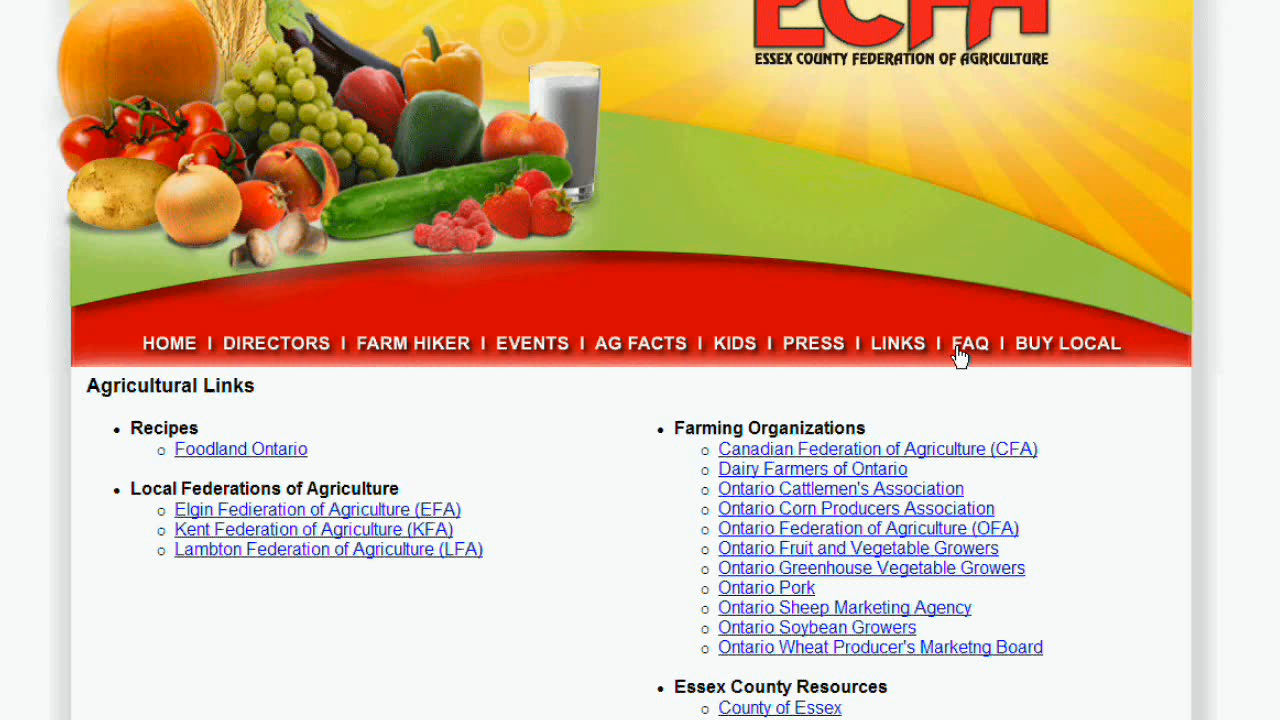 ECFA
ESSEX COUNTY FEDERATION OF AGRICULTURE
HOME | DIRECTORS | FARM HIKER | EVENTS | AG FACTS | KIDS | PRESS | LINKS | FAQ | BUY LOCAL
Agricultural Links
Recipes
Foodland Ontario
Local Federations of Agriculture
Elgin Fedieration of Agriculture (EFA)
Kent Federation of Agriculture (KFA)
Lambton Federation of Agriculture (LFA)
Farming Organizations
Canadian Federation of Agriculture (CFA)
Dairy Farmers of Ontario
Ontario Cattlemen's Association
Ontario Corn Producers Association
Ontario Federation of Agriculture (OFA)
Ontario Fruit and Vegetable Growers
Ontario Greenhouse Vegetable Growers
Ontario Pork
Ontario Sheep Marketing Agency
Ontario Soybean Growers
Ontario Wheat Producer's Marketng Board
Essex County Resources
County of Essex